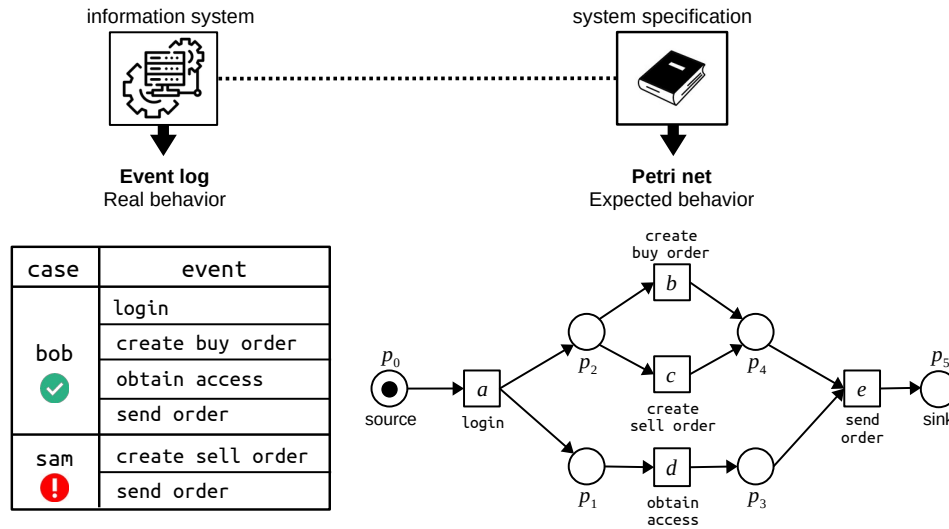 information system
system specification
Event log
Real behavior
Petri net
Expected behavior
case event
bob
login
create buy order
obtain access
send order
sam
create sell order
send order
p0
source
a
login
p2
p1
create
buy order
b
c
create
sell order
d
obtain
access
p4
p3
e
send
order
p5
sink